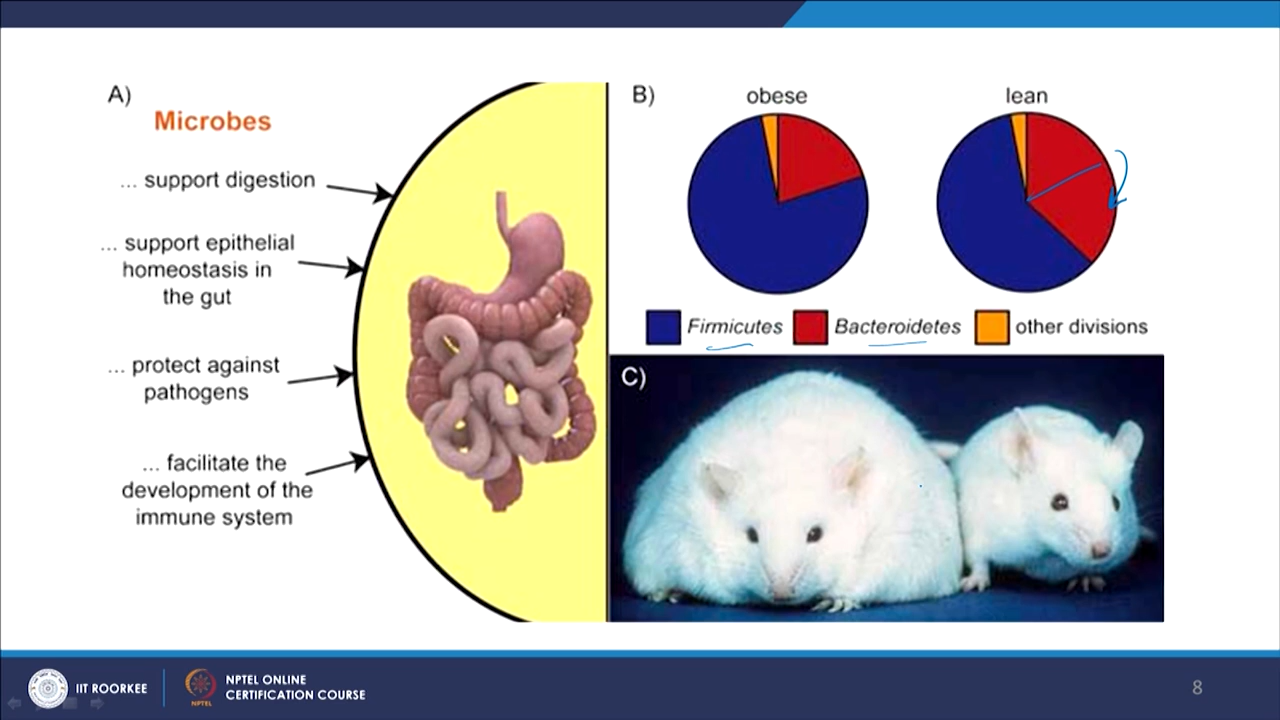 A)
Microbes
... support digestion
... support epithelial
homeostasis in
the gut
... protect against
pathogens
... facilitate the
development of the
immune system
B)
obese
lean
Firmicutes
Bacteroidetes
other divisions
C)
IIT ROORKEE
NPTEL
NPTEL ONLINE
CERTIFICATION COURSE
8